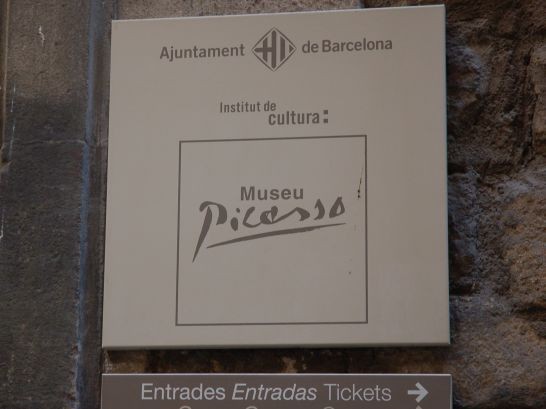 Ajuntament de Barcelona
Institut de
cultura:
Museu
Picasso
Entrades Entradas Tickets →